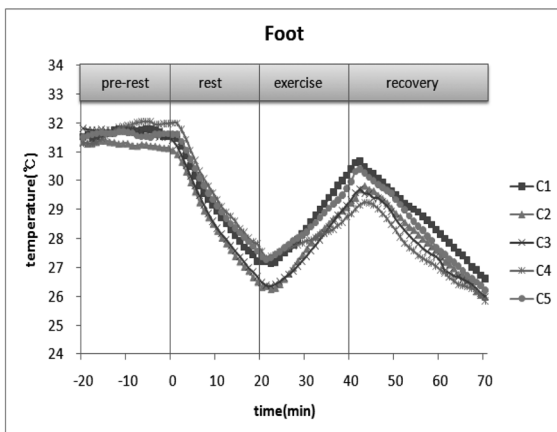 Foot
pre-rest rest exercise recovery
34
33
32
31
30
29
28
27
26
25
24
temperature(℃)
-20 -10 0 10 20 30 40 50 60 70
time(min)
C1
C2
C3
C4
C5